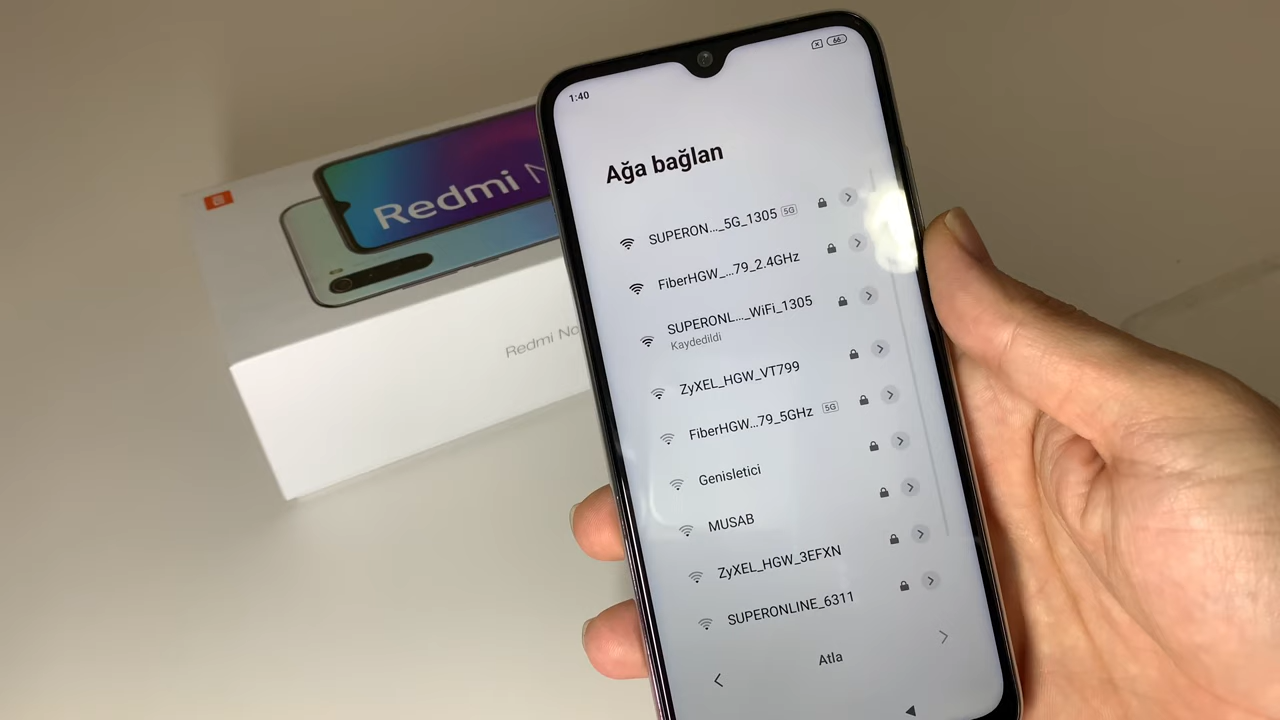 Redmi
Redmi
1:40
66
Ağa bağlan
SUPERON..._5G_1305 5G
FiberHGW_...79_2.4GHz
SUPERONL..._WiFi_1305
Kaydedildi
ZyXEL_HGW_VT799
FiberHGW...79_5GHz 5G
Genisletici
MUSAB
ZyXEL_HGW_3EFXN
SUPERONLINE_6311
Atla